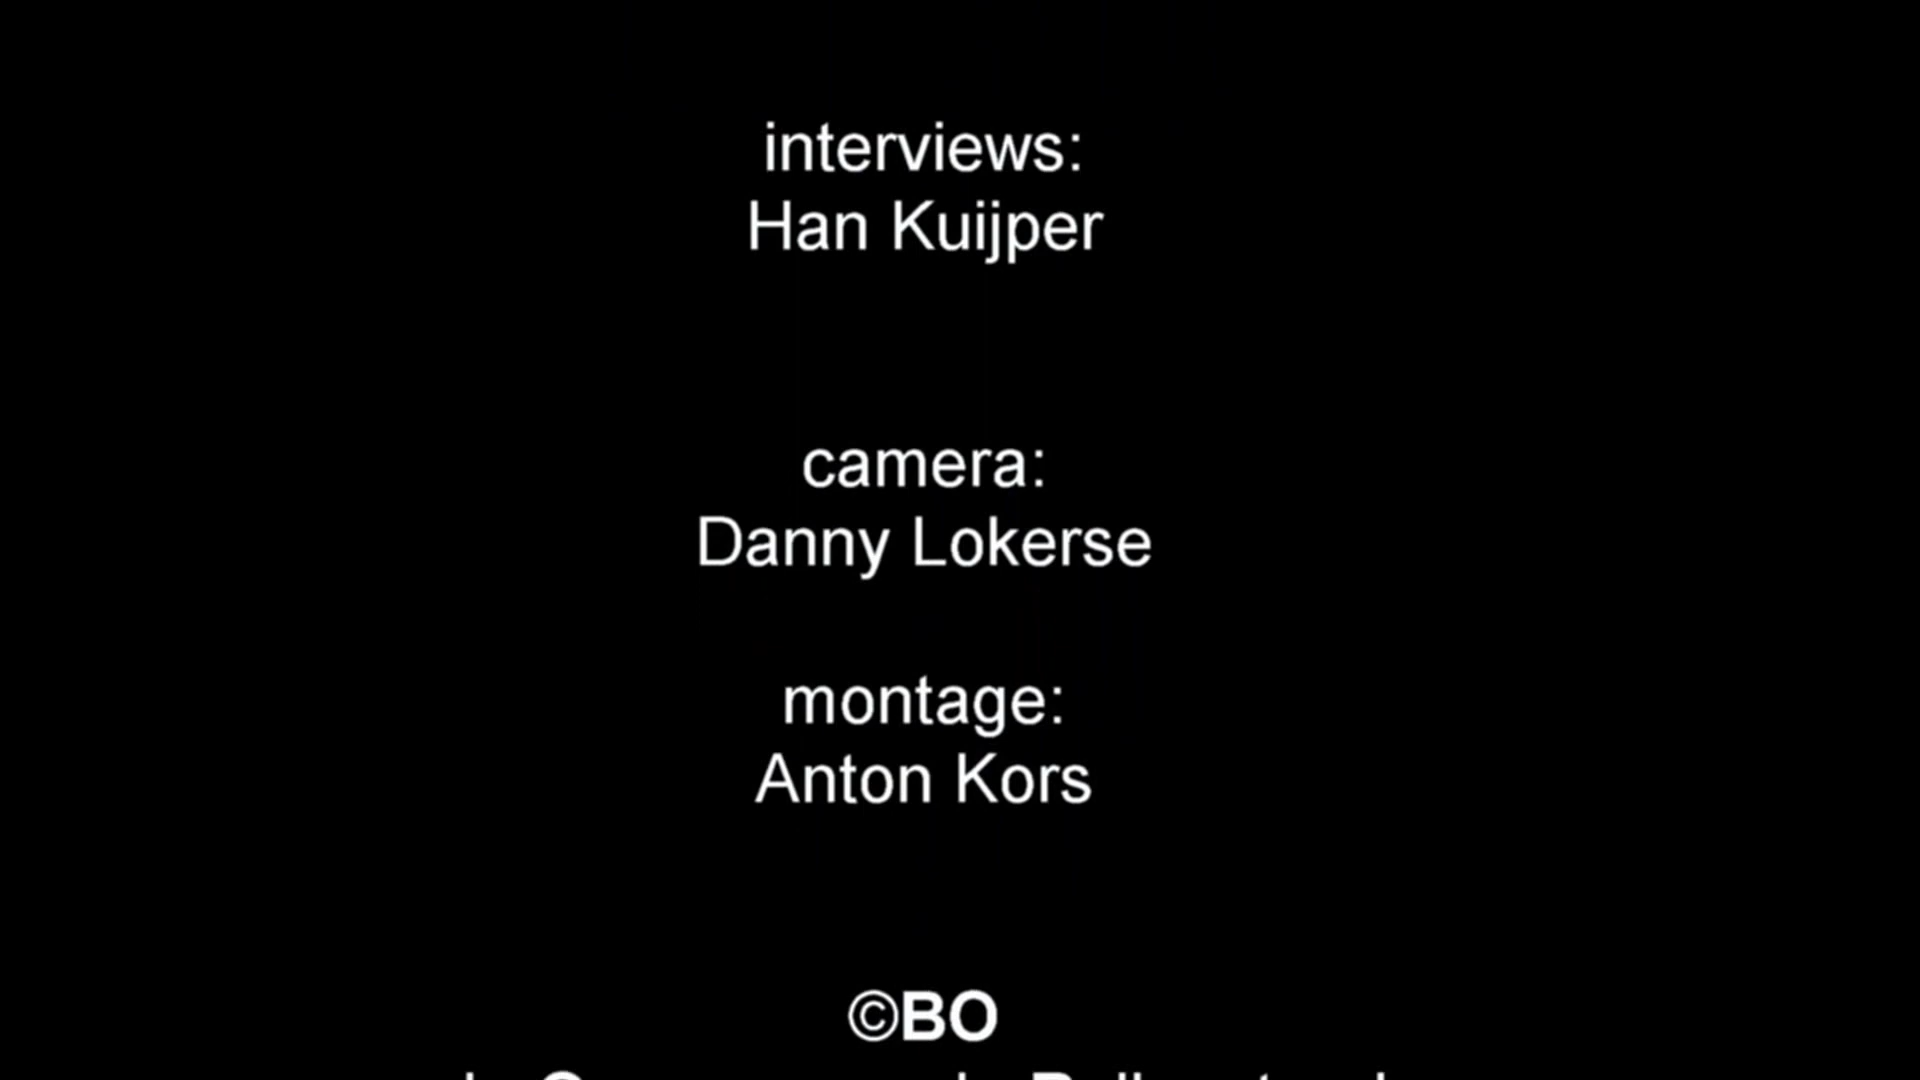 interviews:
Han Kuijper
camera:
Danny Lokerse
montage:
Anton Kors
©BO